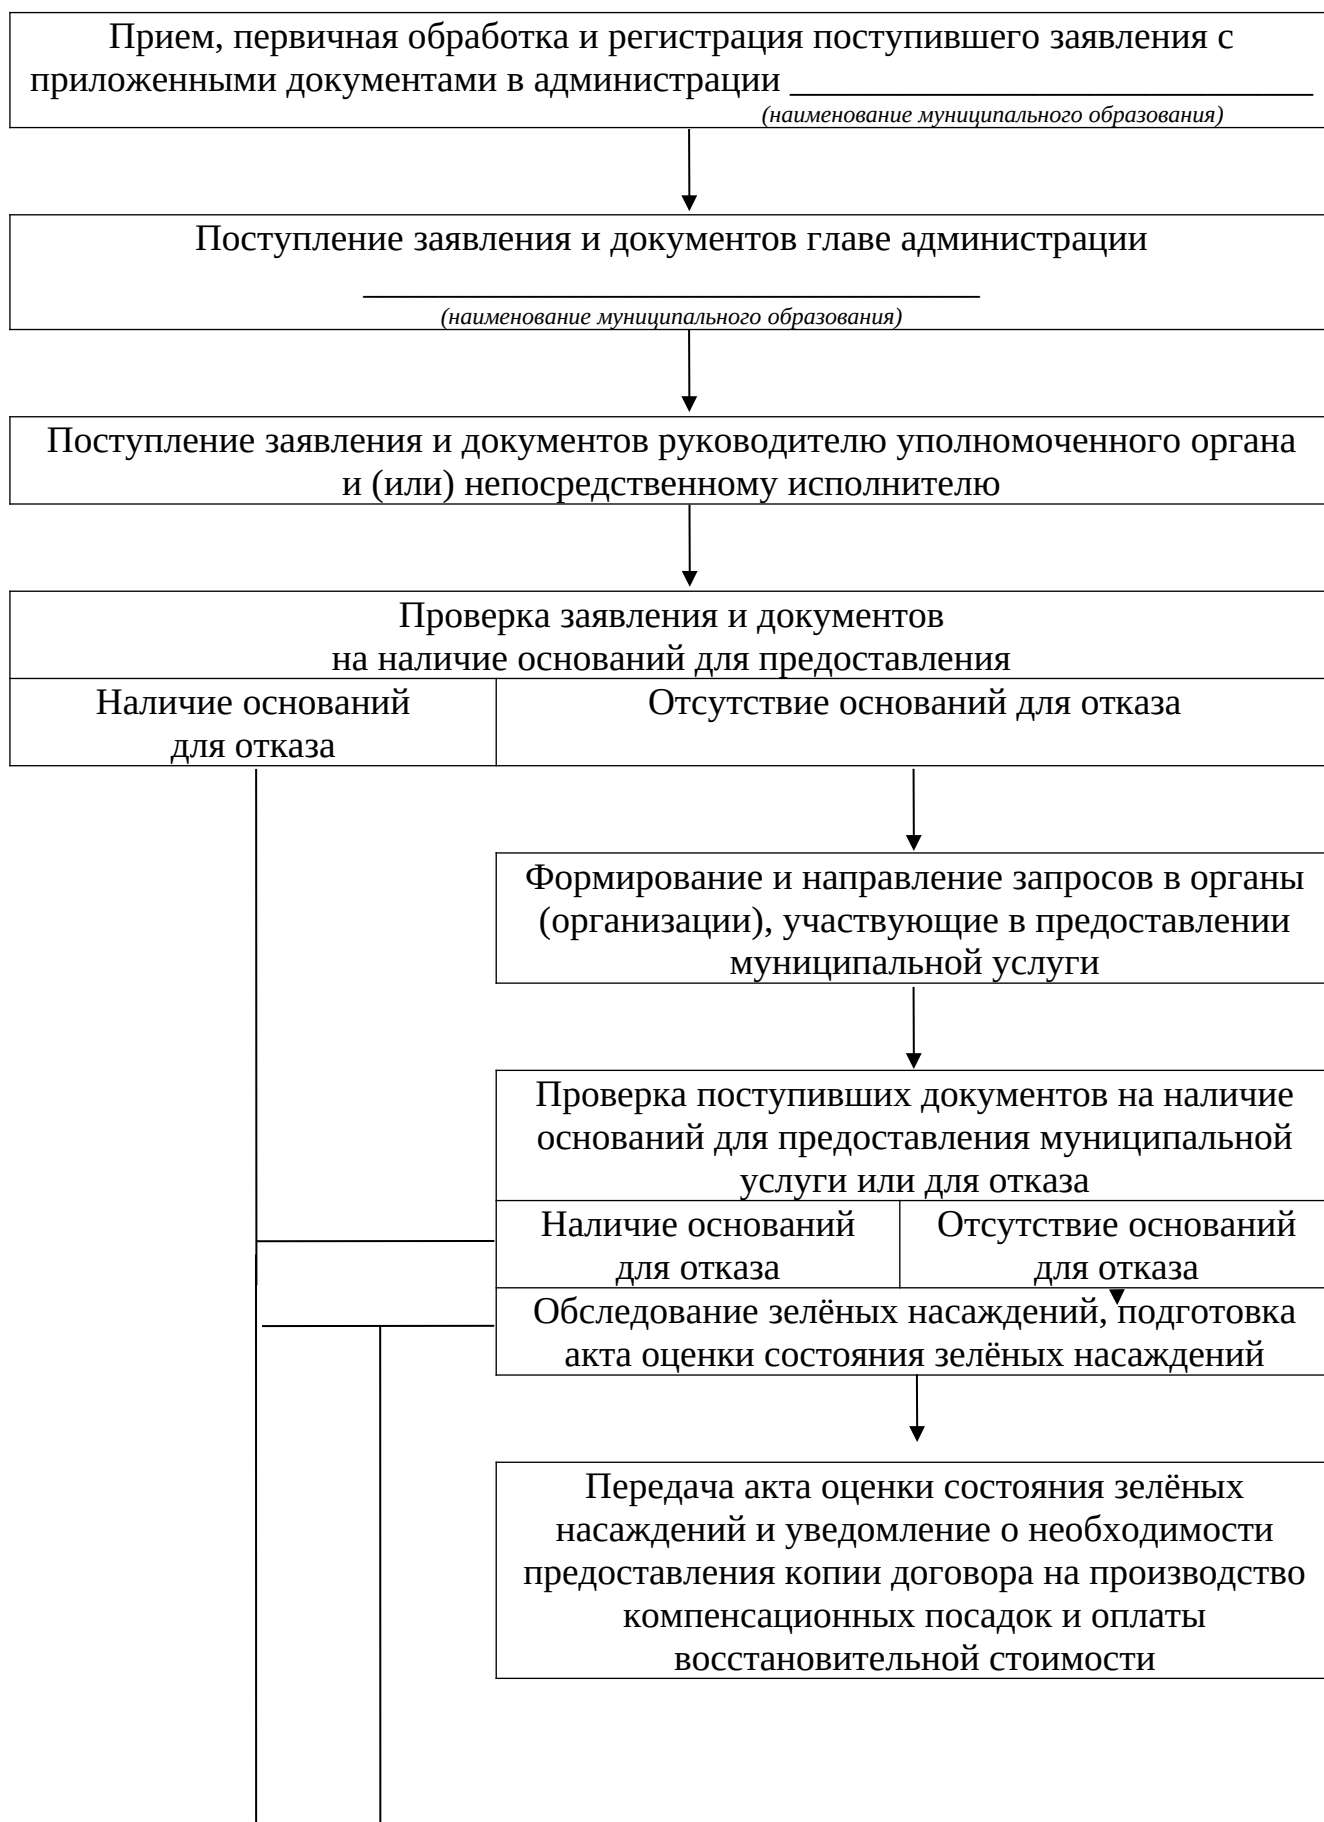 Прием, первичная обработка и регистрация поступившего заявления с
приложенными документами в администрации ____________________________
(наименование муниципального образования)
Поступление заявления и документов главе администрации
_________________________________
(наименование муниципального образования)
Поступление заявления и документов руководителю уполномоченного органа
и (или) непосредственному исполнителю
Проверка заявления и документов
на наличие оснований для предоставления
Наличие оснований
для отказа
Отсутствие оснований для отказа
Формирование и направление запросов в органы
(организации), участвующие в предоставлении
муниципальной услуги
Проверка поступивших документов на наличие
оснований для предоставления муниципальной
услуги или для отказа
Наличие оснований
для отказа
Отсутствие оснований
для отказа
Обследование зелёных насаждений, подготовка
акта оценки состояния зелёных насаждений
Передача акта оценки состояния зелёных
насаждений и уведомление о необходимости
предоставления копии договора на производство
компенсационных посадок и оплаты
восстановительной стоимости